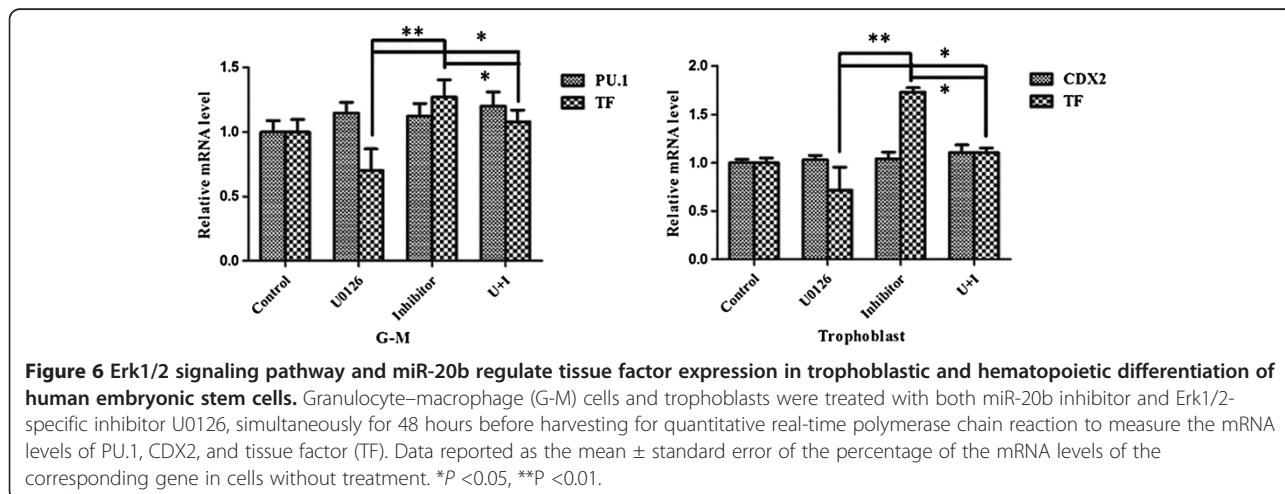 ** *
1.5 PU.1
* TF
1.0
0.5
0.0
Relative mRNA level
Control U0126 Inhibitor U+I
G-M
** *
2.0 CDX2
* TF
1.5
1.0
0.5
0.0
Relative mRNA level
Control U0126 Inhibitor U+I
Trophoblast
Figure 6 Erk1/2 signaling pathway and miR-20b regulate tissue factor expression in trophoblastic and hematopoietic differentiation of
human embryonic stem cells. Granulocyte–macrophage (G-M) cells and trophoblasts were treated with both miR-20b inhibitor and Erk1/2-
specific inhibitor U0126, simultaneously for 48 hours before harvesting for quantitative real-time polymerase chain reaction to measure the mRNA
levels of PU.1, CDX2, and tissue factor (TF). Data reported as the mean ± standard error of the percentage of the mRNA levels of the
corresponding gene in cells without treatment. *P <0.05, **P <0.01.